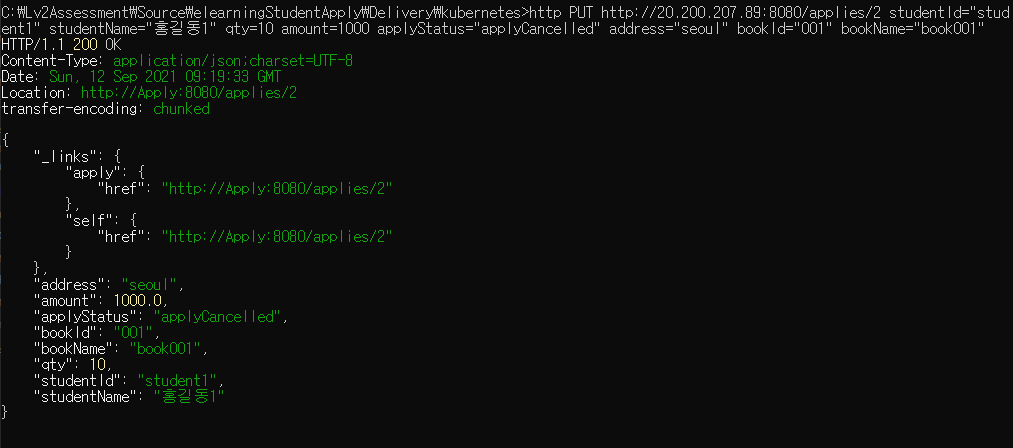 C:₩Lv2Assessment₩Source₩elearningStudentApply₩Delivery₩kubernetes>http PUT http://20.200.207.89:8080/applies/2 studentId="stud
ent1" studentName="홍길동1"  qty=10 amount=1000 applyStatus="applyCancelled" address="seoul" bookId="001" bookName="book001"
HTTP/1.1 200 OK
Content-Type: application/json;charset=UTF-8
Date: Sun, 12 Sep 2021 09:19:33 GMT
Location: http://Apply:8080/applies/2
transfer-encoding: chunked

{
    "_links": {
        "apply": {
            "href": "http://Apply:8080/applies/2"
        },
        "self": {
            "href": "http://Apply:8080/applies/2"
        }
    },
    "address": "seoul",
    "amount": 1000.0,
    "applyStatus": "applyCancelled",
    "bookId": "001",
    "bookName": "book001",
    "qty": 10,
    "studentId": "student1",
    "studentName": "홍길동1"
}